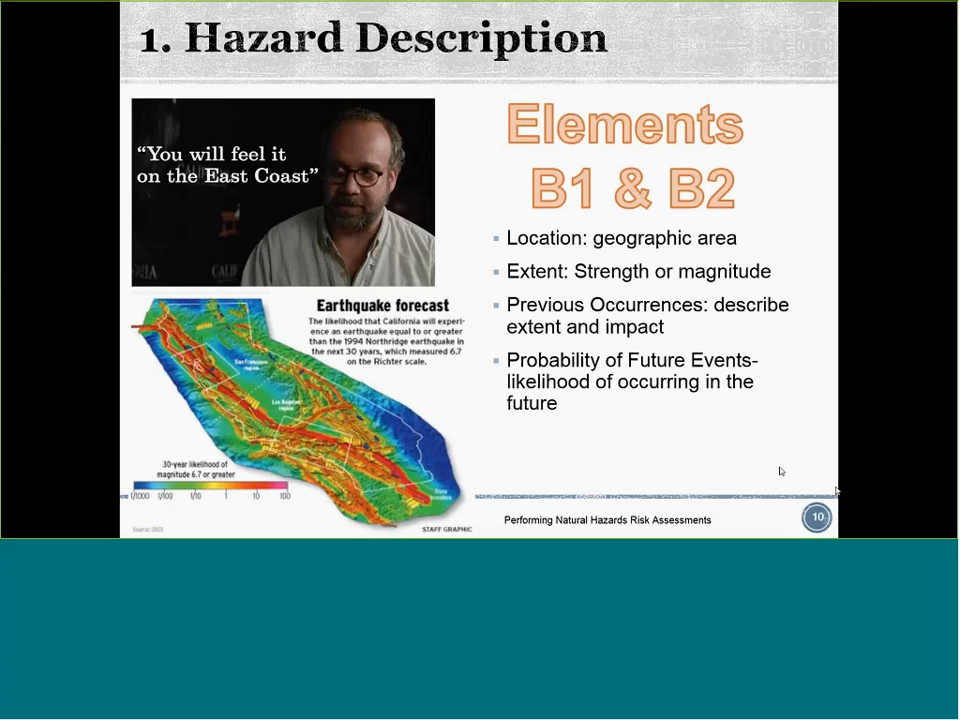 1. Hazard Description
“You will feel it
on the East Coast”
CALIF
Elements
B1 & B2
Location: geographic area
Extent: Strength or magnitude
Previous Occurrences: describe
extent and impact
Probability of Future Events-
likelihood of occurring in the
future
Earthquake forecast
The likelihood that California will experi-
ence an earthquake equal to or greater
than the 1994 Northridge earthquake in
the next 30 years, which measured 6.7
on the Richter scale.
San Francisco
region
Los Angeles
region
State
boundary
30-year likelihood of
magnitude 6.7 or greater
1/1000 1/100 1/10 1 10 100
Source: USGS
STAFF GRAPHIC
Performing Natural Hazards Risk Assessments
10